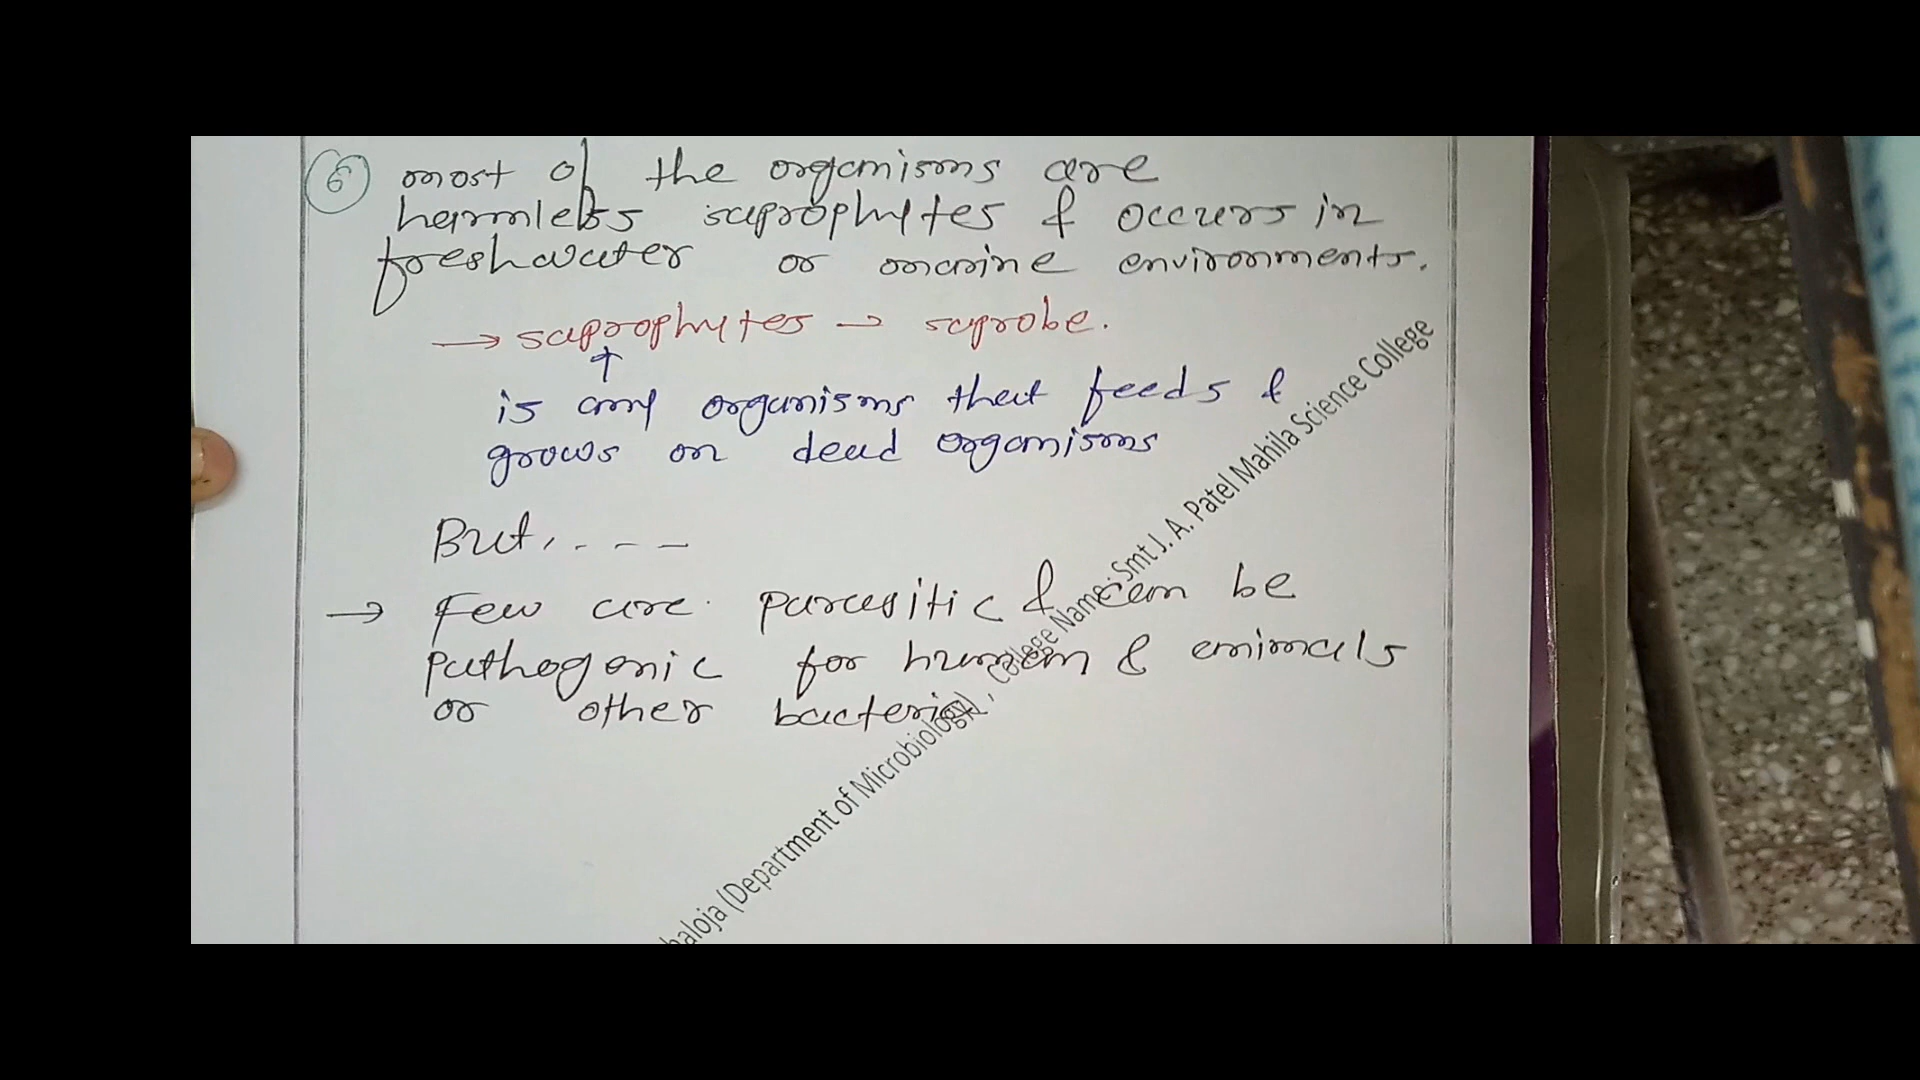 6 most of the organisms are
harmless saprophytes & occurs in
freshwater or marine environments.
→ saprophytes → saprobe.
↑
is any organisms that feeds &
grows on dead organisms
But, - - -
→ Few are parasitic & can be
pathogonic for human & animals
or other bacteria
baloja (Department of Microbiology) , College Name: Smt J. A. Patel Mahila Science College